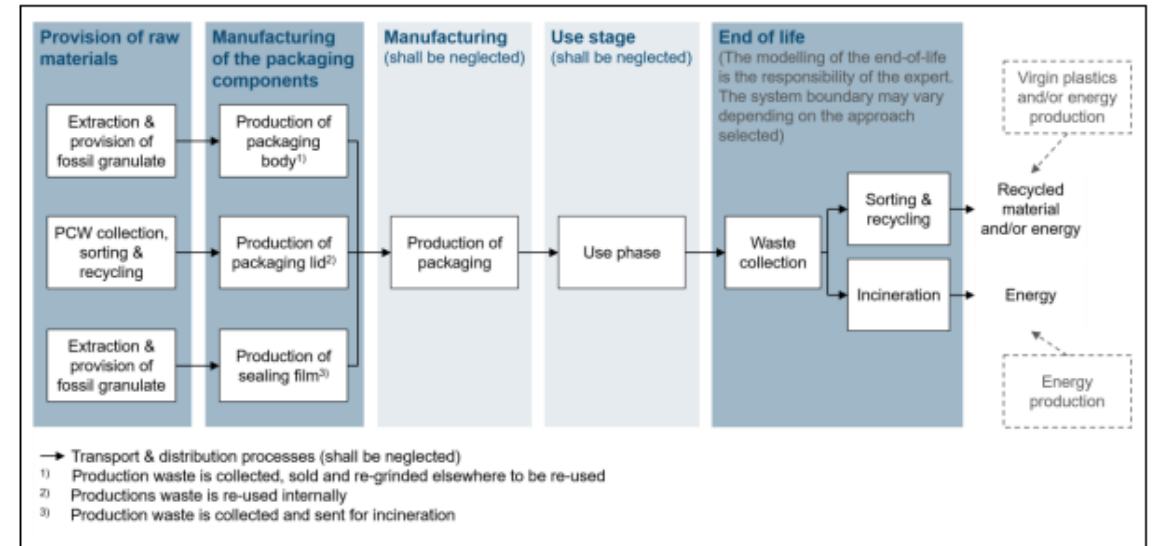 Provision of raw
materials
Manufacturing
of the packaging
components
Manufacturing
(shall be neglected)
Use stage
(shall be neglected)
End of life
(The modelling of the end-of-life
is the responsibility of the expert.
The system boundary may vary
depending on the approach
selected)
Virgin plastics
and/or energy
production
Extraction &
provision of
fossil granulate
Production of
packaging
body1)
PCW collection,
sorting &
recycling
Production of
packaging lid2)
Production of
packaging
Use phase
Waste
collection
Sorting &
recycling
Recycled
material
and/or energy
Incineration
Energy
Extraction &
provision of
fossil granulate
Production of
sealing film3)
Energy
production
Transport & distribution processes (shall be neglected)
1) Production waste is collected, sold and re-grinded elsewhere to be re-used
2) Productions waste is re-used internally
3) Production waste is collected and sent for incineration